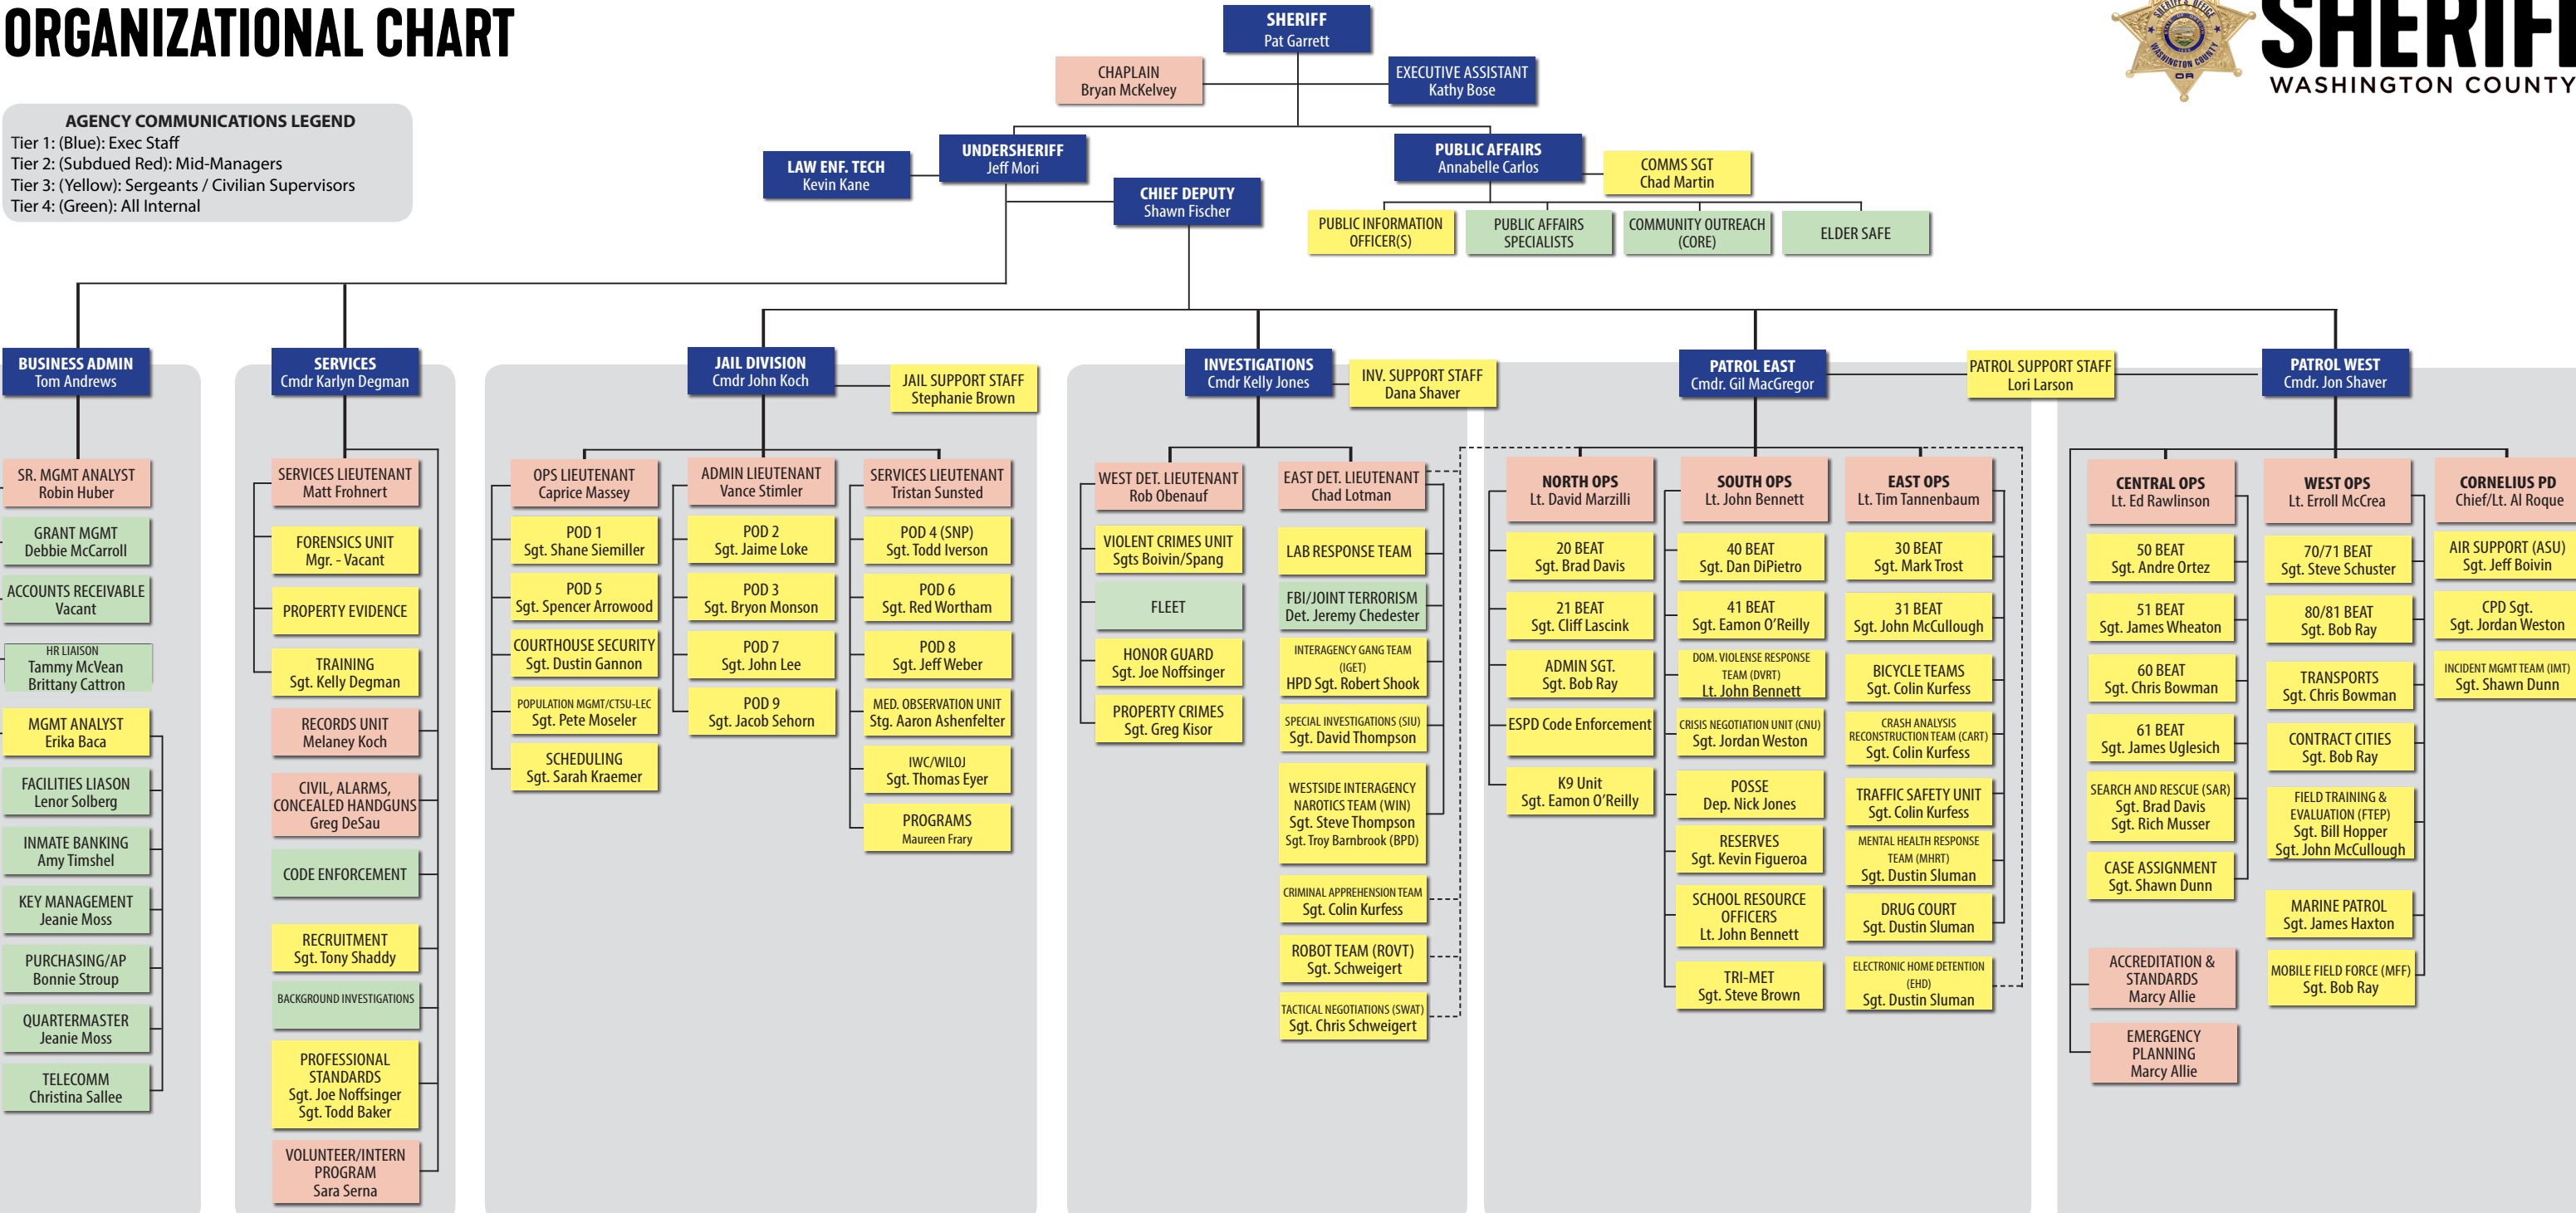 ORGANIZATIONAL CHART
SHERIFF
Pat Garrett
CHAPLAIN
Bryan McKelvey
EXECUTIVE ASSISTANT
Kathy Bose
SHERIFF'S OFFICE
WASHINGTON COUNTY
OR
SHERIFF
WASHINGTON COUNTY
AGENCY COMMUNICATIONS LEGEND
Tier 1: (Blue): Exec Staff
Tier 2: (Subdued Red): Mid-Managers
Tier 3: (Yellow): Sergeants / Civilian Supervisors
Tier 4: (Green): All Internal
LAW ENF. TECH
Kevin Kane
UNDERSHERIFF
Jeff Mori
CHIEF DEPUTY
Shawn Fischer
PUBLIC AFFAIRS
Annabelle Carlos
COMMS SGT
Chad Martin
PUBLIC INFORMATION
OFFICER(S)
PUBLIC AFFAIRS
SPECIALISTS
COMMUNITY OUTREACH
(CORE)
ELDER SAFE
BUSINESS ADMIN
Tom Andrews
SR. MGMT ANALYST
Robin Huber
GRANT MGMT
Debbie McCarroll
ACCOUNTS RECEIVABLE
Vacant
HR LIAISON
Tammy McVean
Brittany Cattron
MGMT ANALYST
Erika Baca
FACILITIES LIASON
Lenor Solberg
INMATE BANKING
Amy Timshel
KEY MANAGEMENT
Jeanie Moss
PURCHASING/AP
Bonnie Stroup
QUARTERMASTER
Jeanie Moss
TELECOMM
Christina Sallee
SERVICES
Cmdr Karlyn Degman
SERVICES LIEUTENANT
Matt Frohnert
FORENSICS UNIT
Mgr. - Vacant
PROPERTY EVIDENCE
TRAINING
Sgt. Kelly Degman
RECORDS UNIT
Melaney Koch
CIVIL, ALARMS,
CONCEALED HANDGUNS
Greg DeSau
CODE ENFORCEMENT
RECRUITMENT
Sgt. Tony Shaddy
BACKGROUND INVESTIGATIONS
PROFESSIONAL
STANDARDS
Sgt. Joe Noffsinger
Sgt. Todd Baker
VOLUNTEER/INTERN
PROGRAM
Sara Serna
JAIL DIVISION
Cmdr John Koch
JAIL SUPPORT STAFF
Stephanie Brown
OPS LIEUTENANT
Caprice Massey
POD 1
Sgt. Shane Siemiller
POD 5
Sgt. Spencer Arrowood
COURTHOUSE SECURITY
Sgt. Dustin Gannon
POPULATION MGMT/CTSU-LEC
Sgt. Pete Moseler
SCHEDULING
Sgt. Sarah Kraemer
ADMIN LIEUTENANT
Vance Stimler
POD 2
Sgt. Jaime Loke
POD 3
Sgt. Bryon Monson
POD 7
Sgt. John Lee
POD 9
Sgt. Jacob Sehorn
SERVICES LIEUTENANT
Tristan Sunsted
POD 4 (SNP)
Sgt. Todd Iverson
POD 6
Sgt. Red Wortham
POD 8
Sgt. Jeff Weber
MED. OBSERVATION UNIT
Stg. Aaron Ashenfelter
IWC/WILOJ
Sgt. Thomas Eyer
PROGRAMS
Maureen Frary
INVESTIGATIONS
Cmdr Kelly Jones
INV. SUPPORT STAFF
Dana Shaver
WEST DET. LIEUTENANT
Rob Obenauf
VIOLENT CRIMES UNIT
Sgts Boivin/Spang
FLEET
HONOR GUARD
Sgt. Joe Noffsinger
PROPERTY CRIMES
Sgt. Greg Kisor
EAST DET. LIEUTENANT
Chad Lotman
LAB RESPONSE TEAM
FBI/JOINT TERRORISM
Det. Jeremy Chedester
INTERAGENCY GANG TEAM
(IGET)
HPD Sgt. Robert Shook
SPECIAL INVESTIGATIONS (SIU)
Sgt. David Thompson
WESTSIDE INTERAGENCY
NAROTICS TEAM (WIN)
Sgt. Steve Thompson
Sgt. Troy Barnbrook (BPD)
CRIMINAL APPREHENSION TEAM
Sgt. Colin Kurfess
ROBOT TEAM (ROVT)
Sgt. Schweigert
TACTICAL NEGOTIATIONS (SWAT)
Sgt. Chris Schweigert
PATROL EAST
Cmdr. Gil MacGregor
PATROL SUPPORT STAFF
Lori Larson
NORTH OPS
Lt. David Marzilli
20 BEAT
Sgt. Brad Davis
21 BEAT
Sgt. Cliff Lascink
ADMIN SGT.
Sgt. Bob Ray
ESPD Code Enforcement
K9 Unit
Sgt. Eamon O'Reilly
SOUTH OPS
Lt. John Bennett
40 BEAT
Sgt. Dan DiPietro
41 BEAT
Sgt. Eamon O'Reilly
DOM. VIOLENSE RESPONSE
TEAM (DVRT)
Lt. John Bennett
CRISIS NEGOTIATION UNIT (CNU)
Sgt. Jordan Weston
POSSE
Dep. Nick Jones
RESERVES
Sgt. Kevin Figueroa
SCHOOL RESOURCE
OFFICERS
Lt. John Bennett
TRI-MET
Sgt. Steve Brown
EAST OPS
Lt. Tim Tannenbaum
30 BEAT
Sgt. Mark Trost
31 BEAT
Sgt. John McCullough
BICYCLE TEAMS
Sgt. Colin Kurfess
CRASH ANALYSIS
RECONSTRUCTION TEAM (CART)
Sgt. Colin Kurfess
TRAFFIC SAFETY UNIT
Sgt. Colin Kurfess
MENTAL HEALTH RESPONSE
TEAM (MHRT)
Sgt. Dustin Sluman
DRUG COURT
Sgt. Dustin Sluman
ELECTRONIC HOME DETENTION
(EHD)
Sgt. Dustin Sluman
PATROL WEST
Cmdr. Jon Shaver
CENTRAL OPS
Lt. Ed Rawlinson
50 BEAT
Sgt. Andre Ortez
51 BEAT
Sgt. James Wheaton
60 BEAT
Sgt. Chris Bowman
61 BEAT
Sgt. James Uglesich
SEARCH AND RESCUE (SAR)
Sgt. Brad Davis
Sgt. Rich Musser
CASE ASSIGNMENT
Sgt. Shawn Dunn
ACCREDITATION &
STANDARDS
Marcy Allie
EMERGENCY
PLANNING
Marcy Allie
WEST OPS
Lt. Erroll McCrea
70/71 BEAT
Sgt. Steve Schuster
80/81 BEAT
Sgt. Bob Ray
TRANSPORTS
Sgt. Chris Bowman
CONTRACT CITIES
Sgt. Bob Ray
FIELD TRAINING &
EVALUATION (FTEP)
Sgt. Bill Hopper
Sgt. John McCullough
MARINE PATROL
Sgt. James Haxton
MOBILE FIELD FORCE (MFF)
Sgt. Bob Ray
CORNELIUS PD
Chief/Lt. Al Roque
AIR SUPPORT (ASU)
Sgt. Jeff Boivin
CPD Sgt.
Sgt. Jordan Weston
INCIDENT MGMT TEAM (IMT)
Sgt. Shawn Dunn